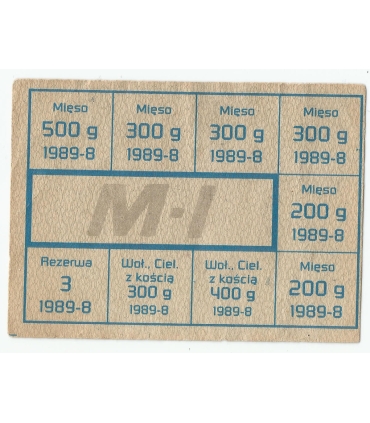 Mięso
500 g
1989-8
Mięso
300 g
1989-8
Mięso
300 g
1989-8
Mięso
300 g
1989-8
M-I
Mięso
200 g
1989-8
Rezerwa
3
1989-8
Woł., Ciel.
z kością
300 g
1989-8
Woł., Ciel.
z kością
400 g
1989-8
Mięso
200 g
1989-8